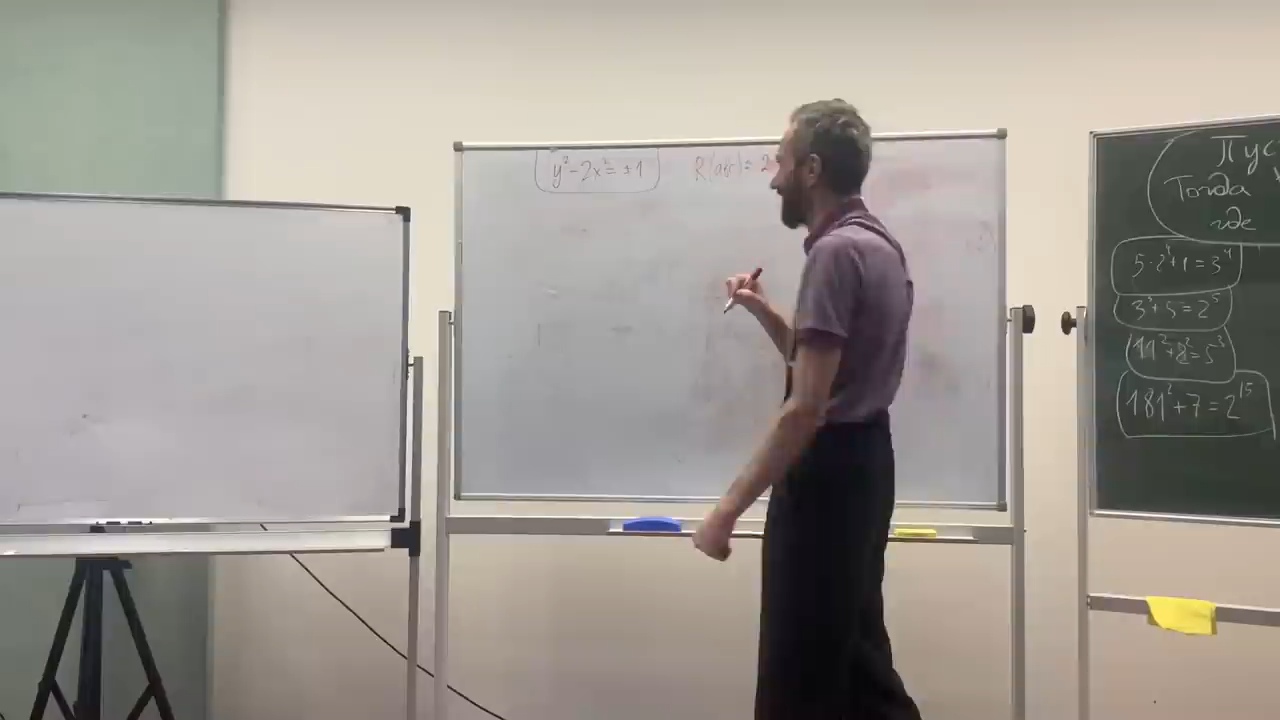 y² - 2x² = ±1
R(a,b) = 2
Пус
Тогда
где
5·2⁴+1=3⁴
3³+5=2⁵
11²+2²=5³
181²+7=2¹⁵